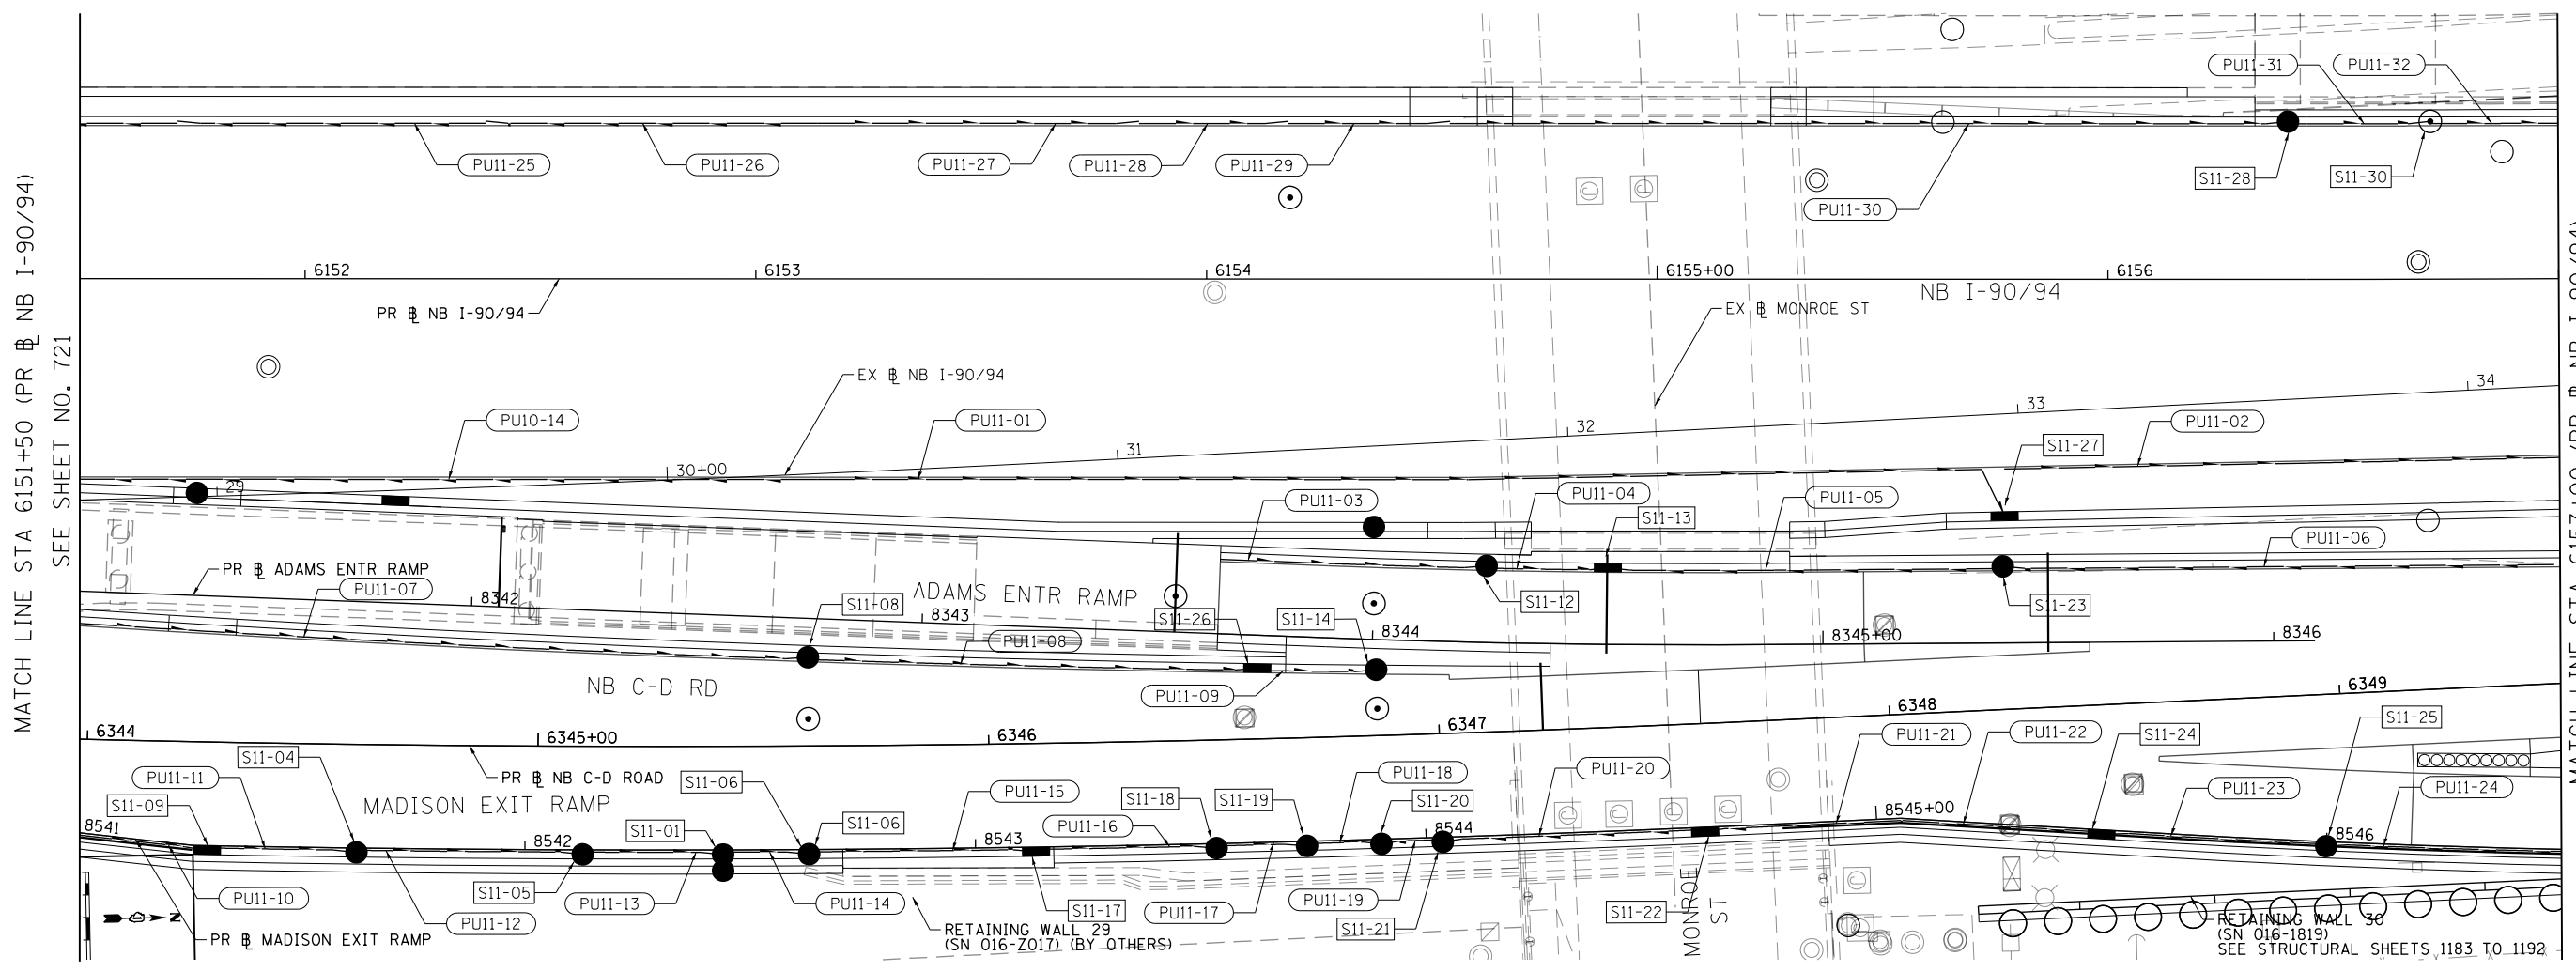 MATCH LINE STA 6151+50 (PR BL NB I-90/94)
SEE SHEET NO. 721
PU11-31
PU11-32
PU11-25
PU11-26
PU11-27
PU11-28
PU11-29
PU11-30
S11-28
S11-30
6152
6153
6154
6155+00
6156
PR BL NB I-90/94
NB I-90/94
EX BL MONROE ST
EX BL NB I-90/94
29
30+00
31
32
33
34
PU10-14
PU11-01
PU11-02
S11-27
PU11-03
PU11-04
S11-13
PU11-05
PU11-06
PR BL ADAMS ENTR RAMP
PU11-07
8342
S11-08
8343
ADAMS ENTR RAMP
S11-26
S11-14
8344
S11-12
S11-23
8345+00
8346
PU11-08
NB C-D RD
PU11-09
6344
6345+00
6346
6347
6348
6349
S11-04
PU11-11
S11-09
PR BL NB C-D ROAD
MADISON EXIT RAMP
S11-06
PU11-15
S11-18
S11-19
PU11-18
S11-20
PU11-20
PU11-21
PU11-22
S11-24
S11-25
PU11-23
PU11-24
8541
8542
8543
8544
8545+00
8546
S11-01
S11-06
PU11-16
PU11-10
PU11-12
S11-05
PU11-13
PU11-14
S11-17
PU11-17
PU11-19
S11-21
S11-22
MONROE
ST
N
PR BL MADISON EXIT RAMP
RETAINING WALL 29
(SN 016-Z017) (BY OTHERS)
RETAINING WALL 30
(SN 016-1819)
SEE STRUCTURAL SHEETS 1183 TO 1192